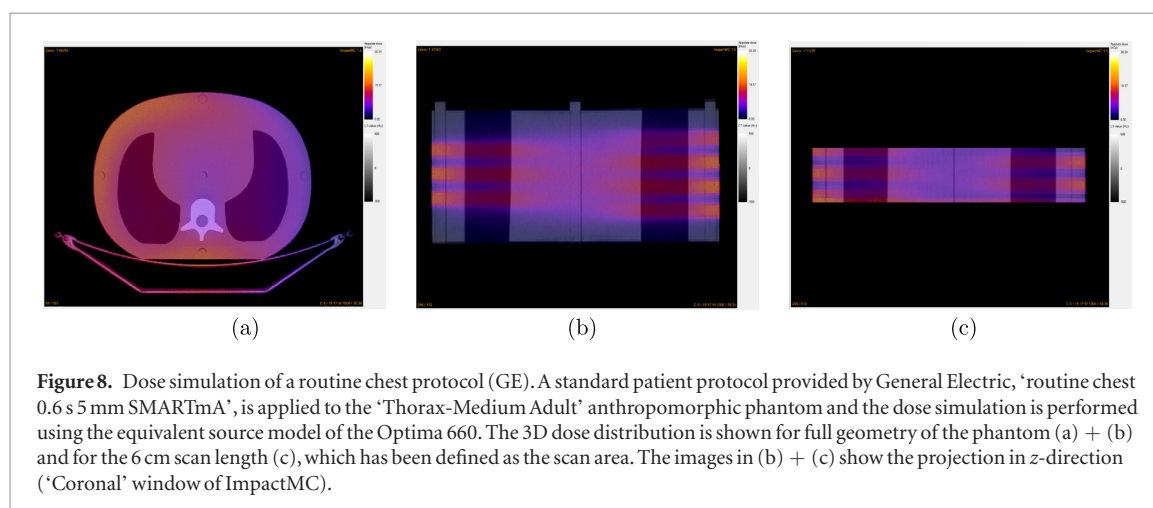 (a)
(b)
(c)
Figure 8. Dose simulation of a routine chest protocol (GE). A standard patient protocol provided by General Electric, ‘routine chest
0.6 s 5 mm SMARTmA’, is applied to the ‘Thorax-Medium Adult’ anthropomorphic phantom and the dose simulation is performed
using the equivalent source model of the Optima 660. The 3D dose distribution is shown for full geometry of the phantom (a) + (b)
and for the 6 cm scan length (c), which has been defined as the scan area. The images in (b) + (c) show the projection in z-direction
(‘Coronal’ window of ImpactMC).